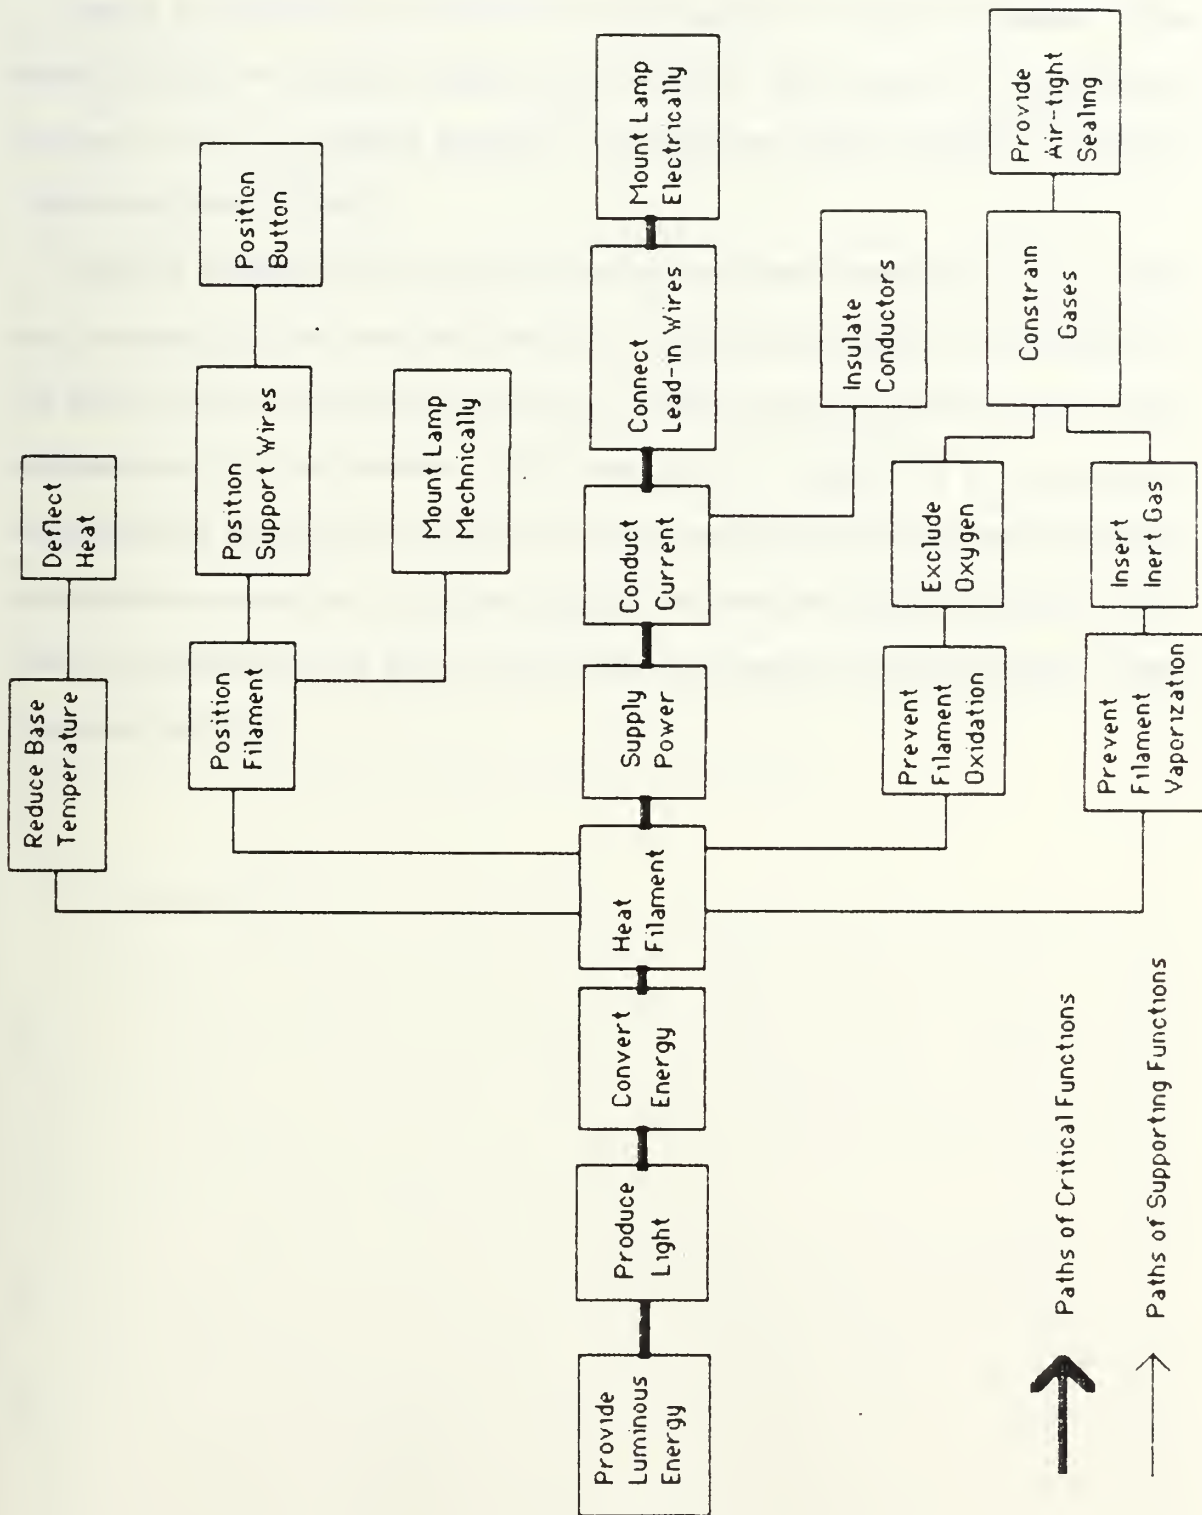 Reduce Base
Temperature
Deflect
Heat
Position
Filament
Position
Support Wires
Position
Button
Mount Lamp
Mechnically
Provide
Luminous
Energy
Produce
Light
Convert
Energy
Heat
Filament
Supply
Power
Conduct
Current
Connect
Lead-in Wires
Mount Lamp
Electrically
Insulate
Conductors
Prevent
Filament
Oxidation
Exclude
Oxygen
Constrain
Gases
Provide
Air-tight
Sealing
Prevent
Filament
Vaporization
Insert
Inert Gas
Paths of Critical Functions
Paths of Supporting Functions